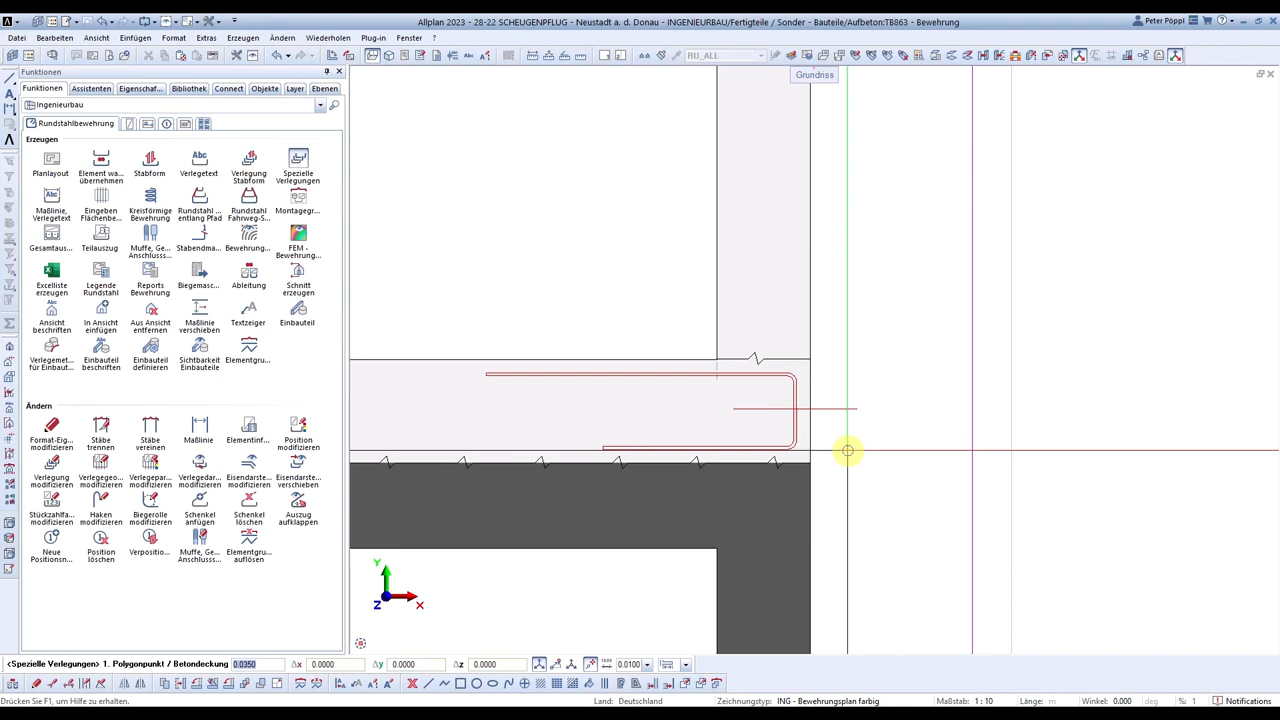 Allplan 2023 - 28-22 SCHEUGENPFLUG - Neustadt a. d. Donau - INGENIEURBAU/Fertigteile / Sonder - Bauteile/Aufbeton:TB863 - Bewehrung
Peter Pöppl
Datei Bearbeiten Ansicht Einfügen Format Extras Erzeugen Ändern Wiederholen Plug-in Fenster ?
RU_ALL
Funktionen
Grundriss
Funktionen Assistenten Eigenschaf... Bibliothek Connect Objekte Layer Ebenen
Ingenieurbau
Rundstahlbewehrung
Erzeugen
Planlayout Element wa... übernehmen Stabform Verlegetext Verlegung Stabform Spezielle Verlegungen
Maßlinie, Verlegetext Eingeben Flächenbe... Kreisförmige Bewehrung Rundstahl ... entlang Pfad Rundstahl Fahrweg-S... Montagegr...
Gesamtaus... Teilauszug Muffe, Ge... Anschlusss... Stabendma... Bewehrung... FEM - Bewehrung...
Excelliste erzeugen Legende Rundstahl Reports Bewehrung Biegemasc... Ableitung Schnitt erzeugen
Ansicht beschriften In Ansicht einfügen Aus Ansicht entfernen Maßlinie verschieben Textzeiger Einbauteil
Verlegemet... für Einbaut... Einbauteil beschriften Einbauteil definieren Sichtbarkeit Einbauteile Elementgru...
Ändern
Format-Eig... modifizieren Stäbe trennen Stäbe vereinen Maßlinie Elementinf... Position modifizieren
Verlegung modifizieren Verlegegeo... modifizieren Verlegepar... modifizieren Verlegedar... modifizieren Eisendarste... modifizieren Eisendarste... verschieben
Stückzahlfa... modifizieren Haken modifizieren Biegerolle modifizieren Schenkel anfügen Schenkel löschen Auszug aufklappen
Neue Positionsn... Position löschen Verpositio... Muffe, Ge... Anschlusss... Elementgru... auflösen
Y
Z X
<Spezielle Verlegungen> 1. Polygonpunkt / Betondeckung 0.0350 Δx 0.0000 Δy 0.0000 Δz 0.0000 0.0100
Drücken Sie F1, um Hilfe zu erhalten. Land: Deutschland Zeichnungstyp: ING - Bewehrungsplan farbig Maßstab: 1 : 10 Länge: m Winkel: 0.000 deg %: 1 Notifications